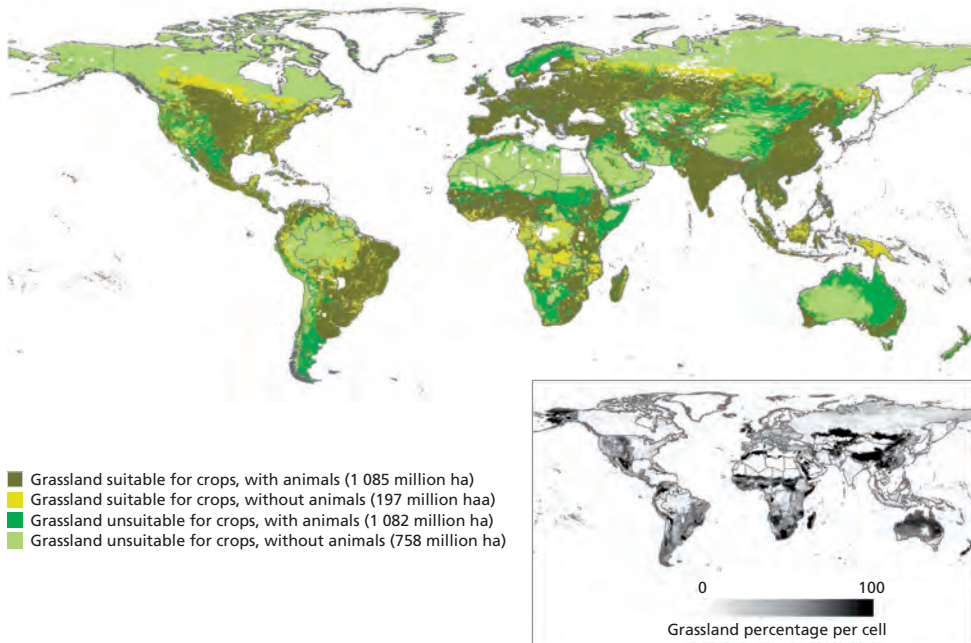 Grassland suitable for crops, with animals (1 085 million ha)
Grassland suitable for crops, without animals (197 million haa)
Grassland unsuitable for crops, with animals (1 082 million ha)
Grassland unsuitable for crops, without animals (758 million ha)
0 100
Grassland percentage per cell